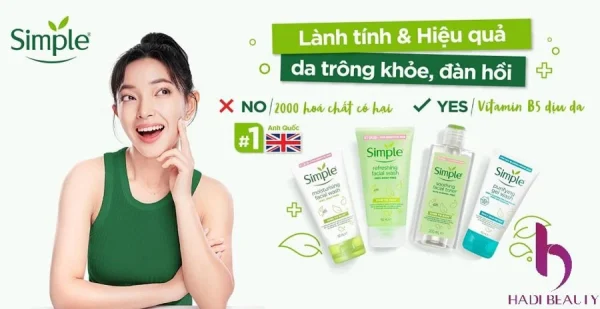 Simple
Lành tính & Hiệu quả
da trông khỏe, đàn hồi
NO/2000 hoá chất có hại
YES/Vitamin B5 dịu da
#1 Anh Quốc
Simple
moisturising
facial wash
Simple
refreshing
facial wash
Simple
soothing
facial toner
Simple
purifying
gel wash
HADI BEAUTY